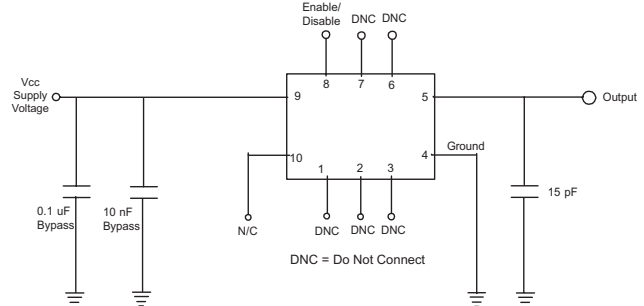 Enable/
Disable
DNC
DNC
8
7
6
Vcc
Supply
Voltage
9
5
Output
10
4
Ground
1
2
3
0.1 uF
Bypass
10 nF
Bypass
15 pF
N/C
DNC
DNC
DNC
DNC = Do Not Connect